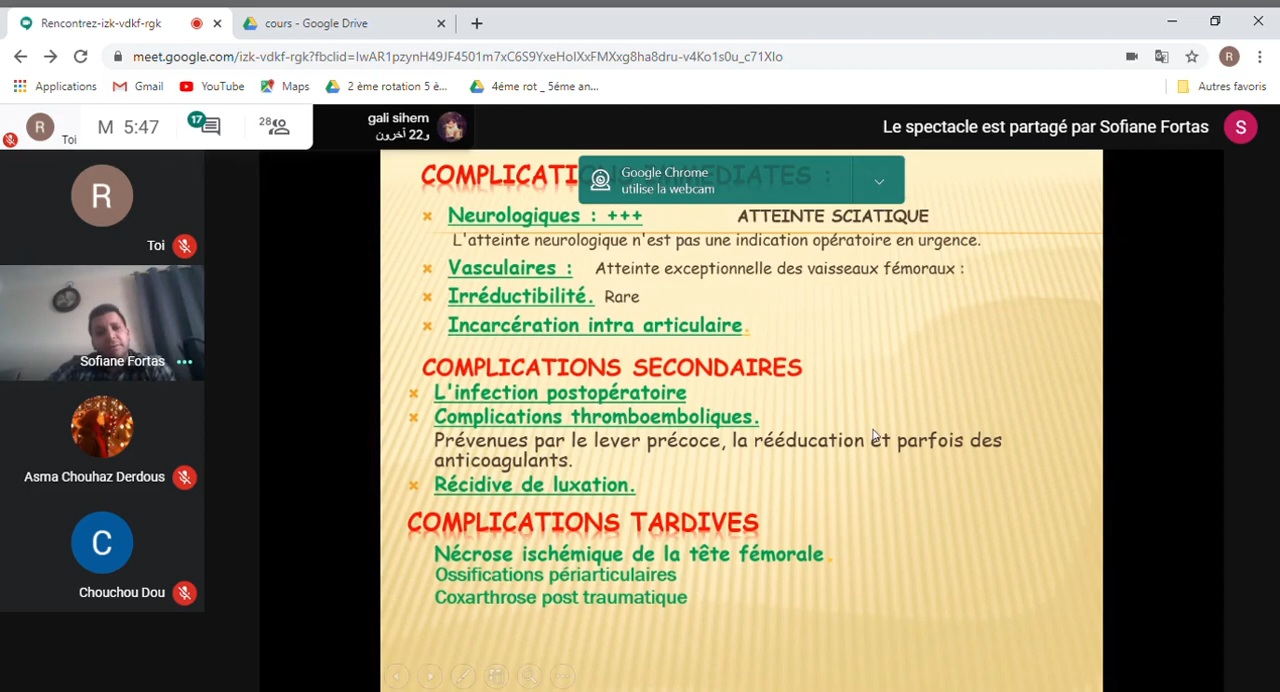 Rencontrez-izk-vdkf-rgk
cours - Google Drive
meet.google.com/izk-vdkf-rgk?fbclid=IwAR1pzynH49JF4501m7xC6S9YxeHoIXxFMXxg8ha8dru-v4Ko1s0u_c71XIo
R
Applications
Gmail
YouTube
Maps
2 ème rotation 5 è...
4éme rot _ 5éme an...
Autres favoris
R
Toi
M 5:47
17
28
gali sihem
و22 آخرون
Le spectacle est partagé par Sofiane Fortas
S
Google Chrome
utilise la webcam
R
Toi
Sofiane Fortas
Asma Chouhaz Derdous
C
Chouchou Dou
COMPLICATIONS IMMEDIATES :
Neurologiques : +++ ATTEINTE SCIATIQUE
L'atteinte neurologique n'est pas une indication opératoire en urgence.
Vasculaires : Atteinte exceptionnelle des vaisseaux fémoraux :
Irréductibilité. Rare
Incarcération intra articulaire.
COMPLICATIONS SECONDAIRES
L'infection postopératoire
Complications thromboemboliques.
Prévenues par le lever précoce, la rééducation et parfois des
anticoagulants.
Récidive de luxation.
COMPLICATIONS TARDIVES
Nécrose ischémique de la tête fémorale.
Ossifications périarticulaires
Coxarthrose post traumatique